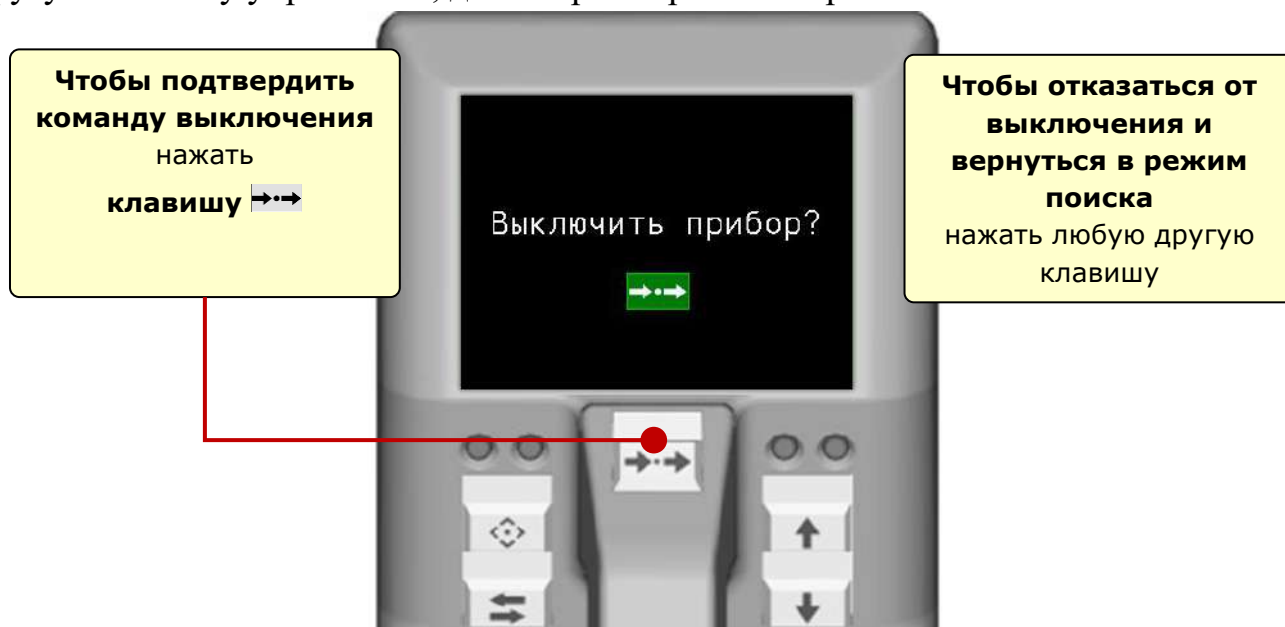 Чтобы подтвердить
команду выключения
нажать
клавишу
Чтобы отказаться от
выключения и
вернуться в режим
поиска
нажать любую другую
клавишу
Выключить прибор?